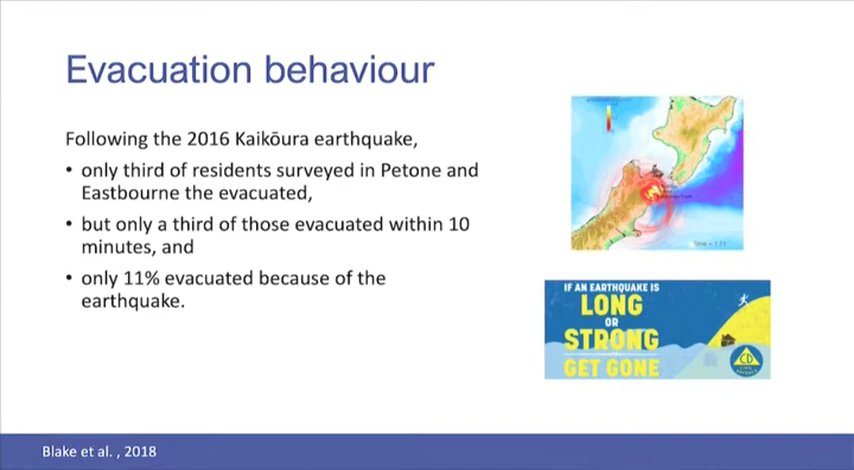 Evacuation behaviour
Following the 2016 Kaikōura earthquake,
• only third of residents surveyed in Petone and
Eastbourne the evacuated,
• but only a third of those evacuated within 10
minutes, and
• only 11% evacuated because of the
earthquake.
IF AN EARTHQUAKE IS
LONG
OR
STRONG
GET GONE
CD
Blake et al. , 2018